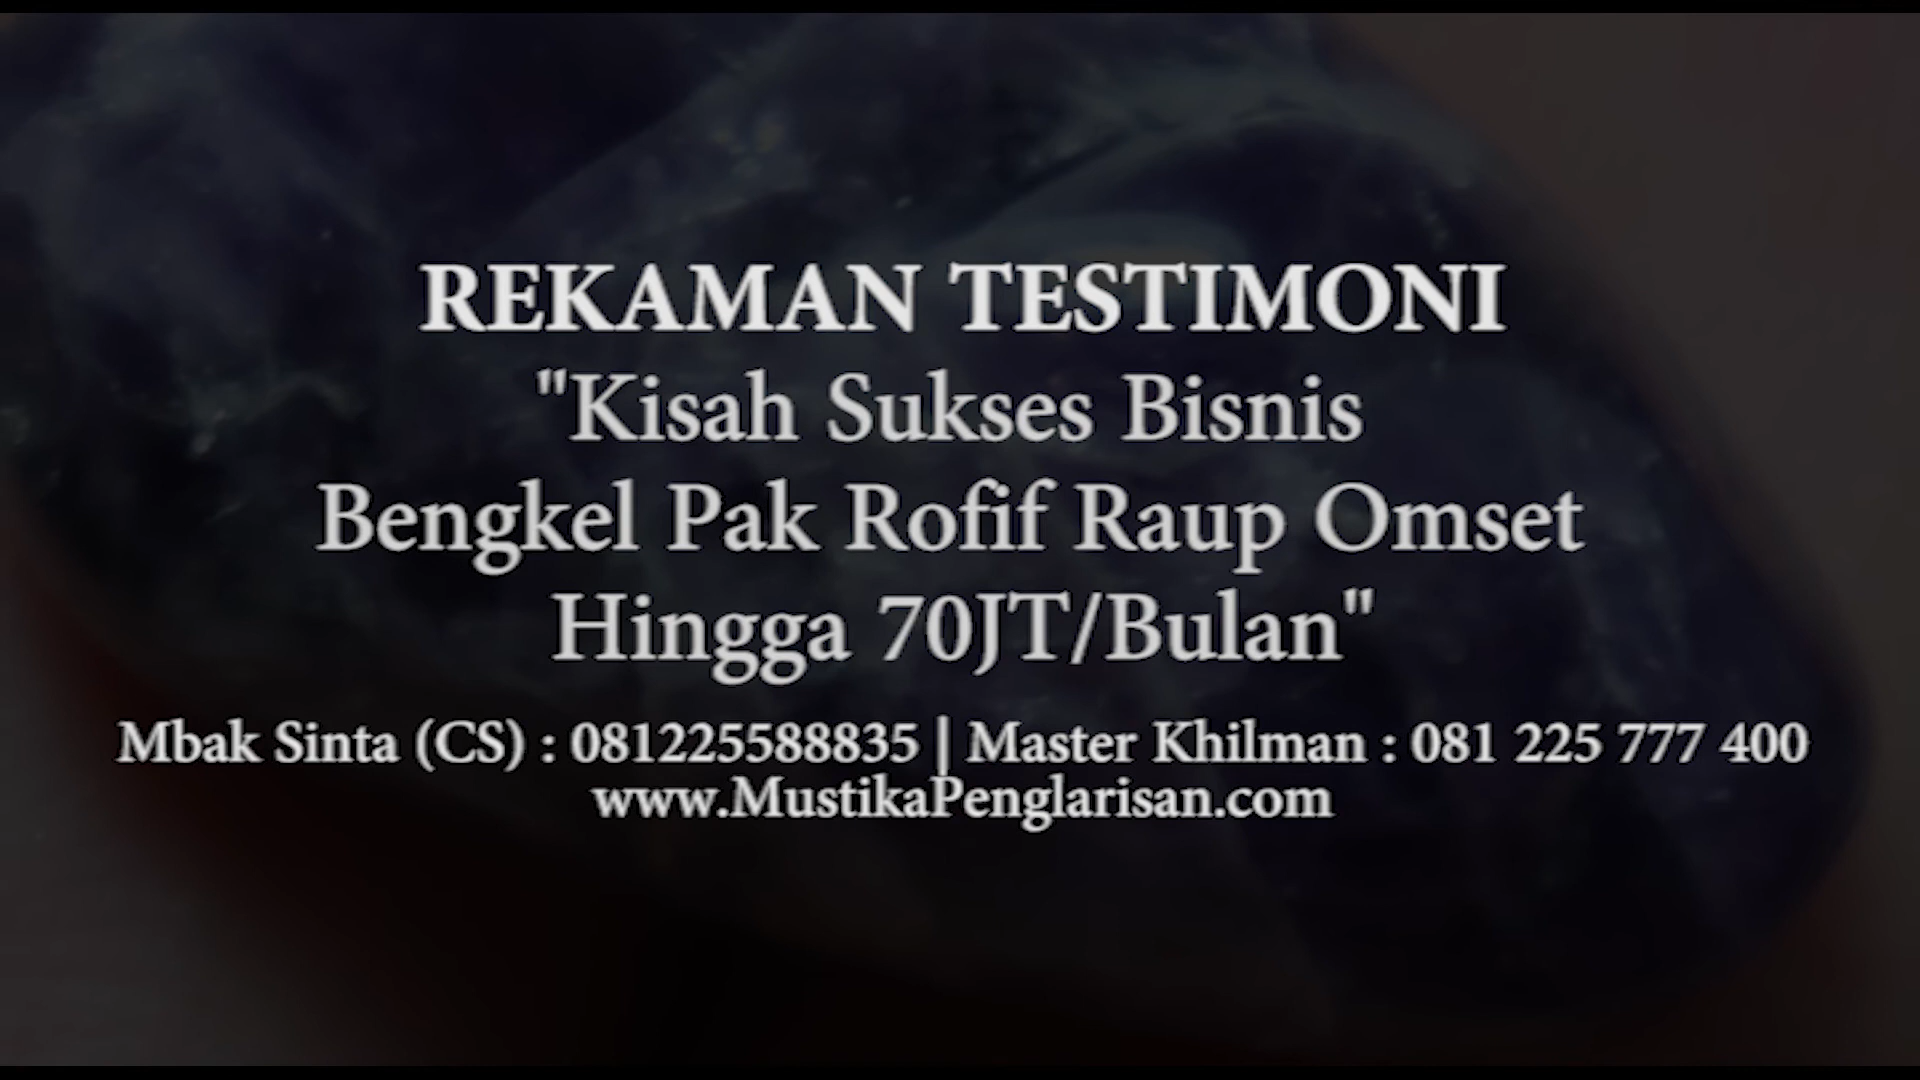 REKAMAN TESTIMONI
"Kisah Sukses Bisnis
Bengkel Pak Rofif Raup Omset
Hingga 70JT/Bulan"
Mbak Sinta (CS) : 081225588835 | Master Khilman : 081 225 777 400
www.MustikaPenglarisan.com